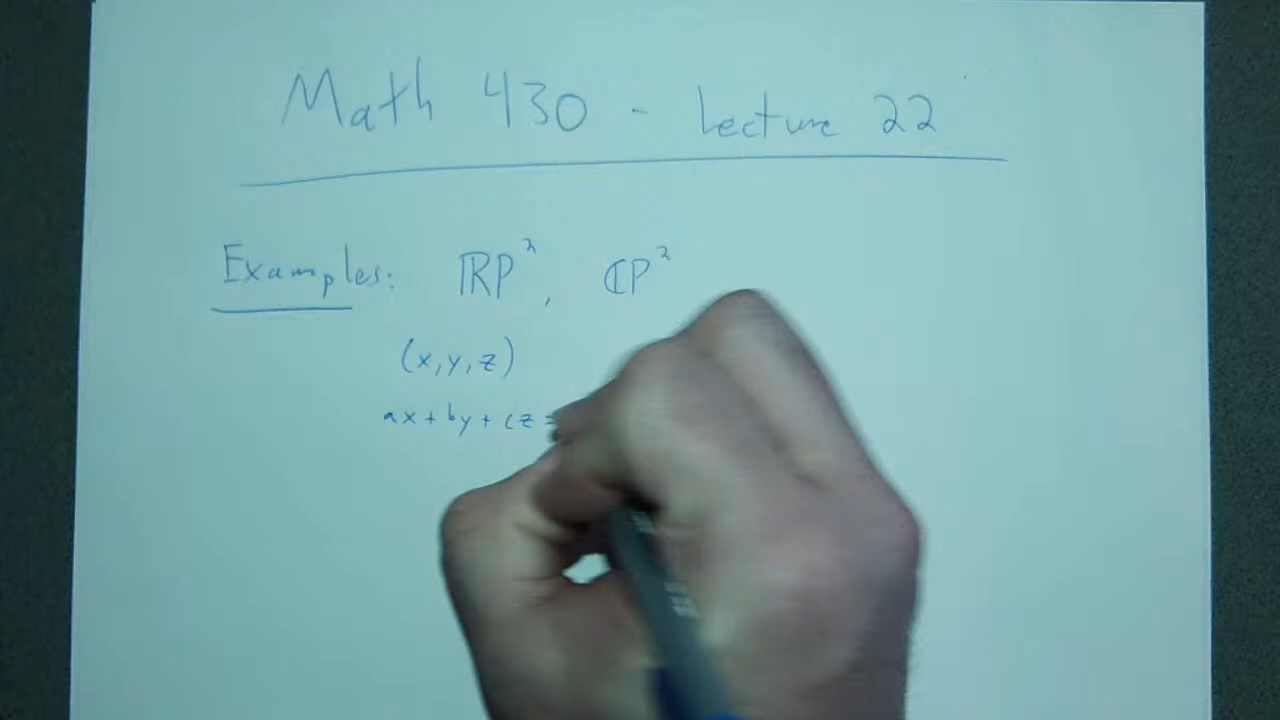 Math 430 - Lecture 22
Examples: ℝP², ℂP²
(x,y,z)
ax+by+cz=